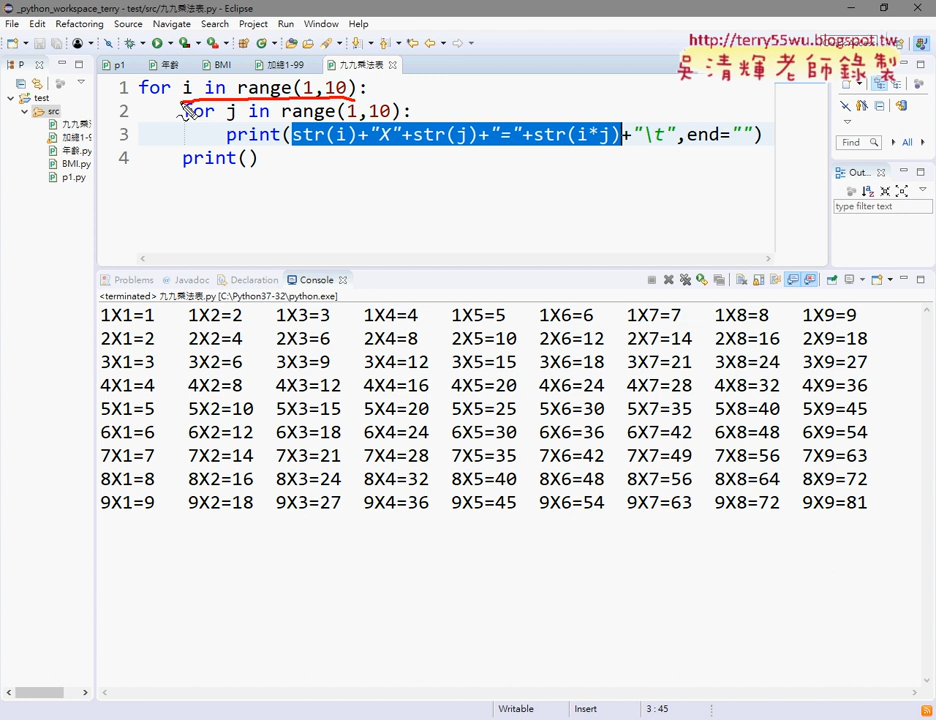 _python_workspace_terry - test/src/九九乘法表.py - Eclipse
File Edit Refactoring Source Navigate Search Project Run Window Help
http://terry55wu.blogspot.tw
吳清輝老師錄製
P
p1 年齡 BMI 加總1-99 九九乘法表
test
src
九九乘
加總1-9
年齡.py
BMI.py
p1.py
1 for i in range(1,10):
2 for j in range(1,10):
3 print(str(i)+"X"+str(j)+"="+str(i*j)+"\t",end="")
4 print()
Find All
Out...
type filter text
Problems Javadoc Declaration Console
<terminated> 九九乘法表.py [C:\Python37-32\python.exe]
1X1=1 1X2=2 1X3=3 1X4=4 1X5=5 1X6=6 1X7=7 1X8=8 1X9=9
2X1=2 2X2=4 2X3=6 2X4=8 2X5=10 2X6=12 2X7=14 2X8=16 2X9=18
3X1=3 3X2=6 3X3=9 3X4=12 3X5=15 3X6=18 3X7=21 3X8=24 3X9=27
4X1=4 4X2=8 4X3=12 4X4=16 4X5=20 4X6=24 4X7=28 4X8=32 4X9=36
5X1=5 5X2=10 5X3=15 5X4=20 5X5=25 5X6=30 5X7=35 5X8=40 5X9=45
6X1=6 6X2=12 6X3=18 6X4=24 6X5=30 6X6=36 6X7=42 6X8=48 6X9=54
7X1=7 7X2=14 7X3=21 7X4=28 7X5=35 7X6=42 7X7=49 7X8=56 7X9=63
8X1=8 8X2=16 8X3=24 8X4=32 8X5=40 8X6=48 8X7=56 8X8=64 8X9=72
9X1=9 9X2=18 9X3=27 9X4=36 9X5=45 9X6=54 9X7=63 9X8=72 9X9=81
Writable Insert 3 : 45